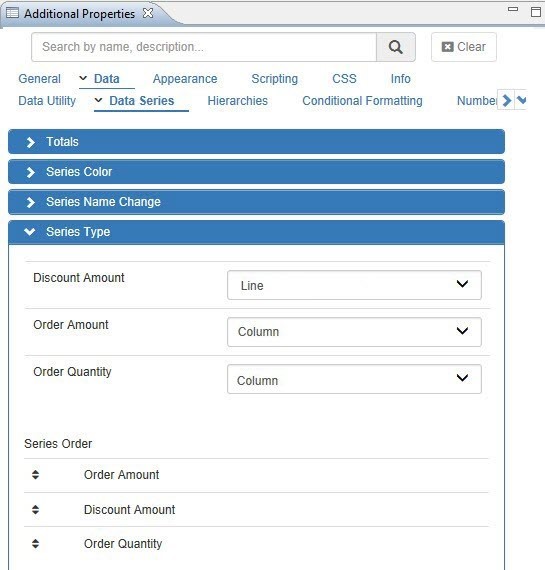 Additional Properties
Search by name, description...
Clear
General Data Appearance Scripting CSS Info
Data Utility Data Series Hierarchies Conditional Formatting Number
Totals
Series Color
Series Name Change
Series Type
Discount Amount Line
Order Amount Column
Order Quantity Column
Series Order
Order Amount
Discount Amount
Order Quantity